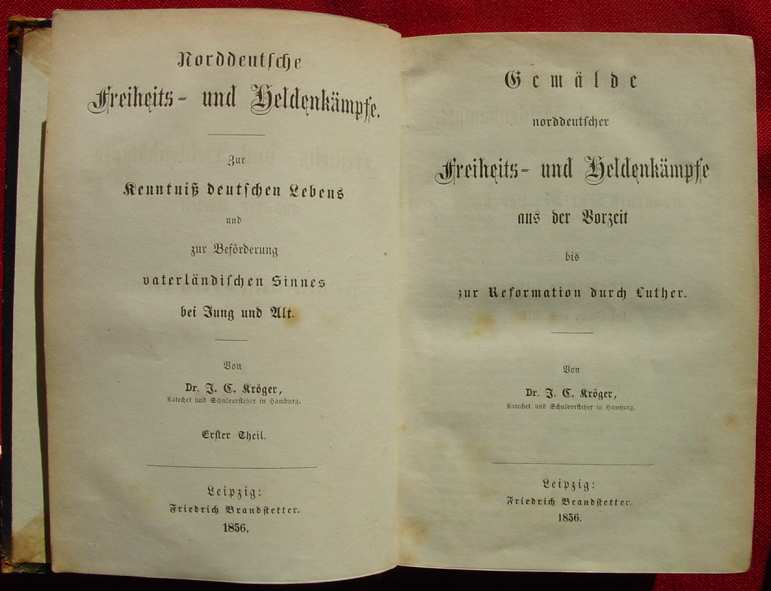 Norddeutsche
Freiheits- und Heldenkämpfe.
Zur
Kenntniß deutschen Lebens
und
zur Beförderung
vaterländischen Sinnes
bei Jung und Alt.
Von
Dr. J. C. Kröger,
Katechet und Schulvorsteher in Hamburg.
Erster Theil.
Leipzig:
Friedrich Brandstetter.
1856.
Gemälde
norddeutscher
Freiheits- und Heldenkämpfe
aus der Vorzeit
bis
zur Reformation durch Luther.
Von
Dr. J. C. Kröger,
Katechet und Schulvorsteher in Hamburg.
Leipzig:
Friedrich Brandstetter.
1856.